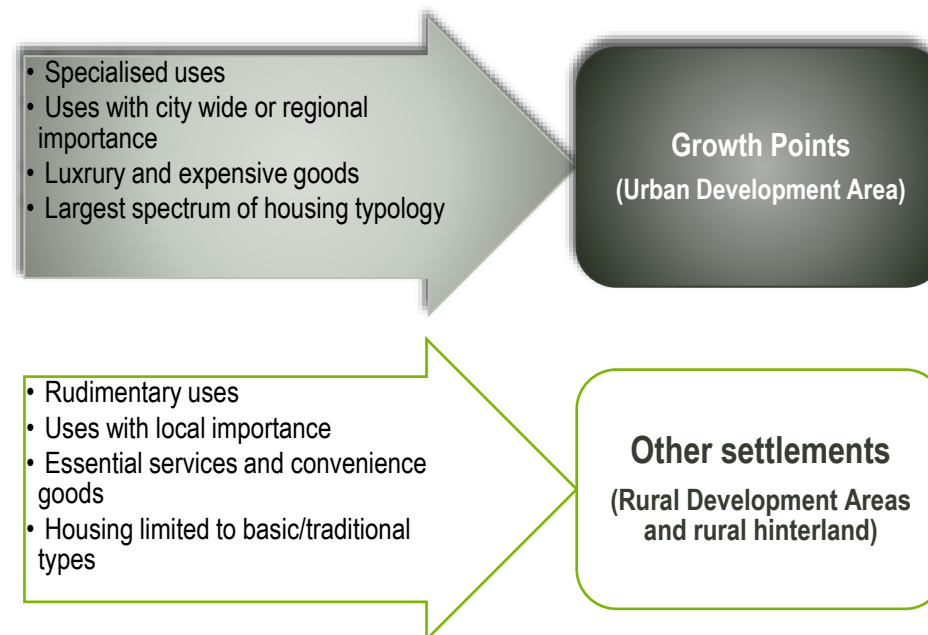 • Specialised uses
• Uses with city wide or regional
importance
• Luxrury and expensive goods
• Largest spectrum of housing typology
Growth Points
(Urban Development Area)
• Rudimentary uses
• Uses with local importance
• Essential services and convenience
goods
• Housing limited to basic/traditional
types
Other settlements
(Rural Development Areas
and rural hinterland)